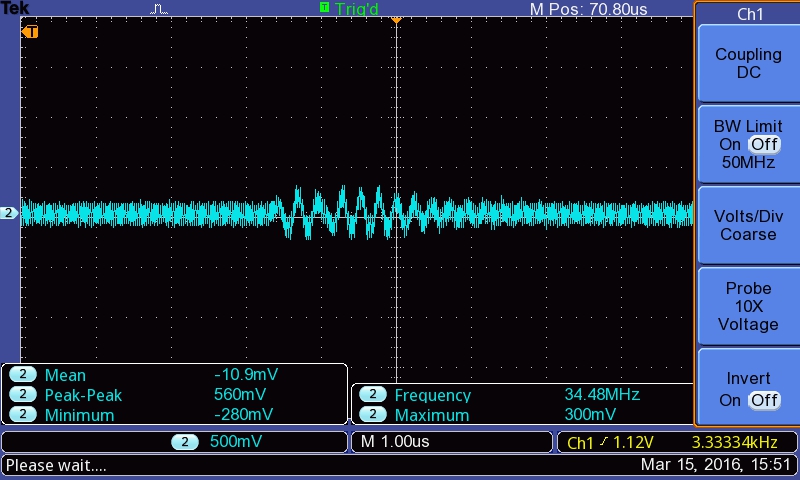 Tek T Trig'd M Pos: 70.80us
T
2
Ch1
Coupling
DC
BW Limit
On Off
50MHz
Volts/Div
Coarse
Probe
10X
Voltage
Invert
On Off
2 Mean -10.9mV
2 Peak-Peak 560mV
2 Minimum -280mV
2 Frequency 34.48MHz
2 Maximum 300mV
2 500mV M 1.00us Ch1 1.12V 3.33334kHz
Please wait.... Mar 15, 2016, 15:51